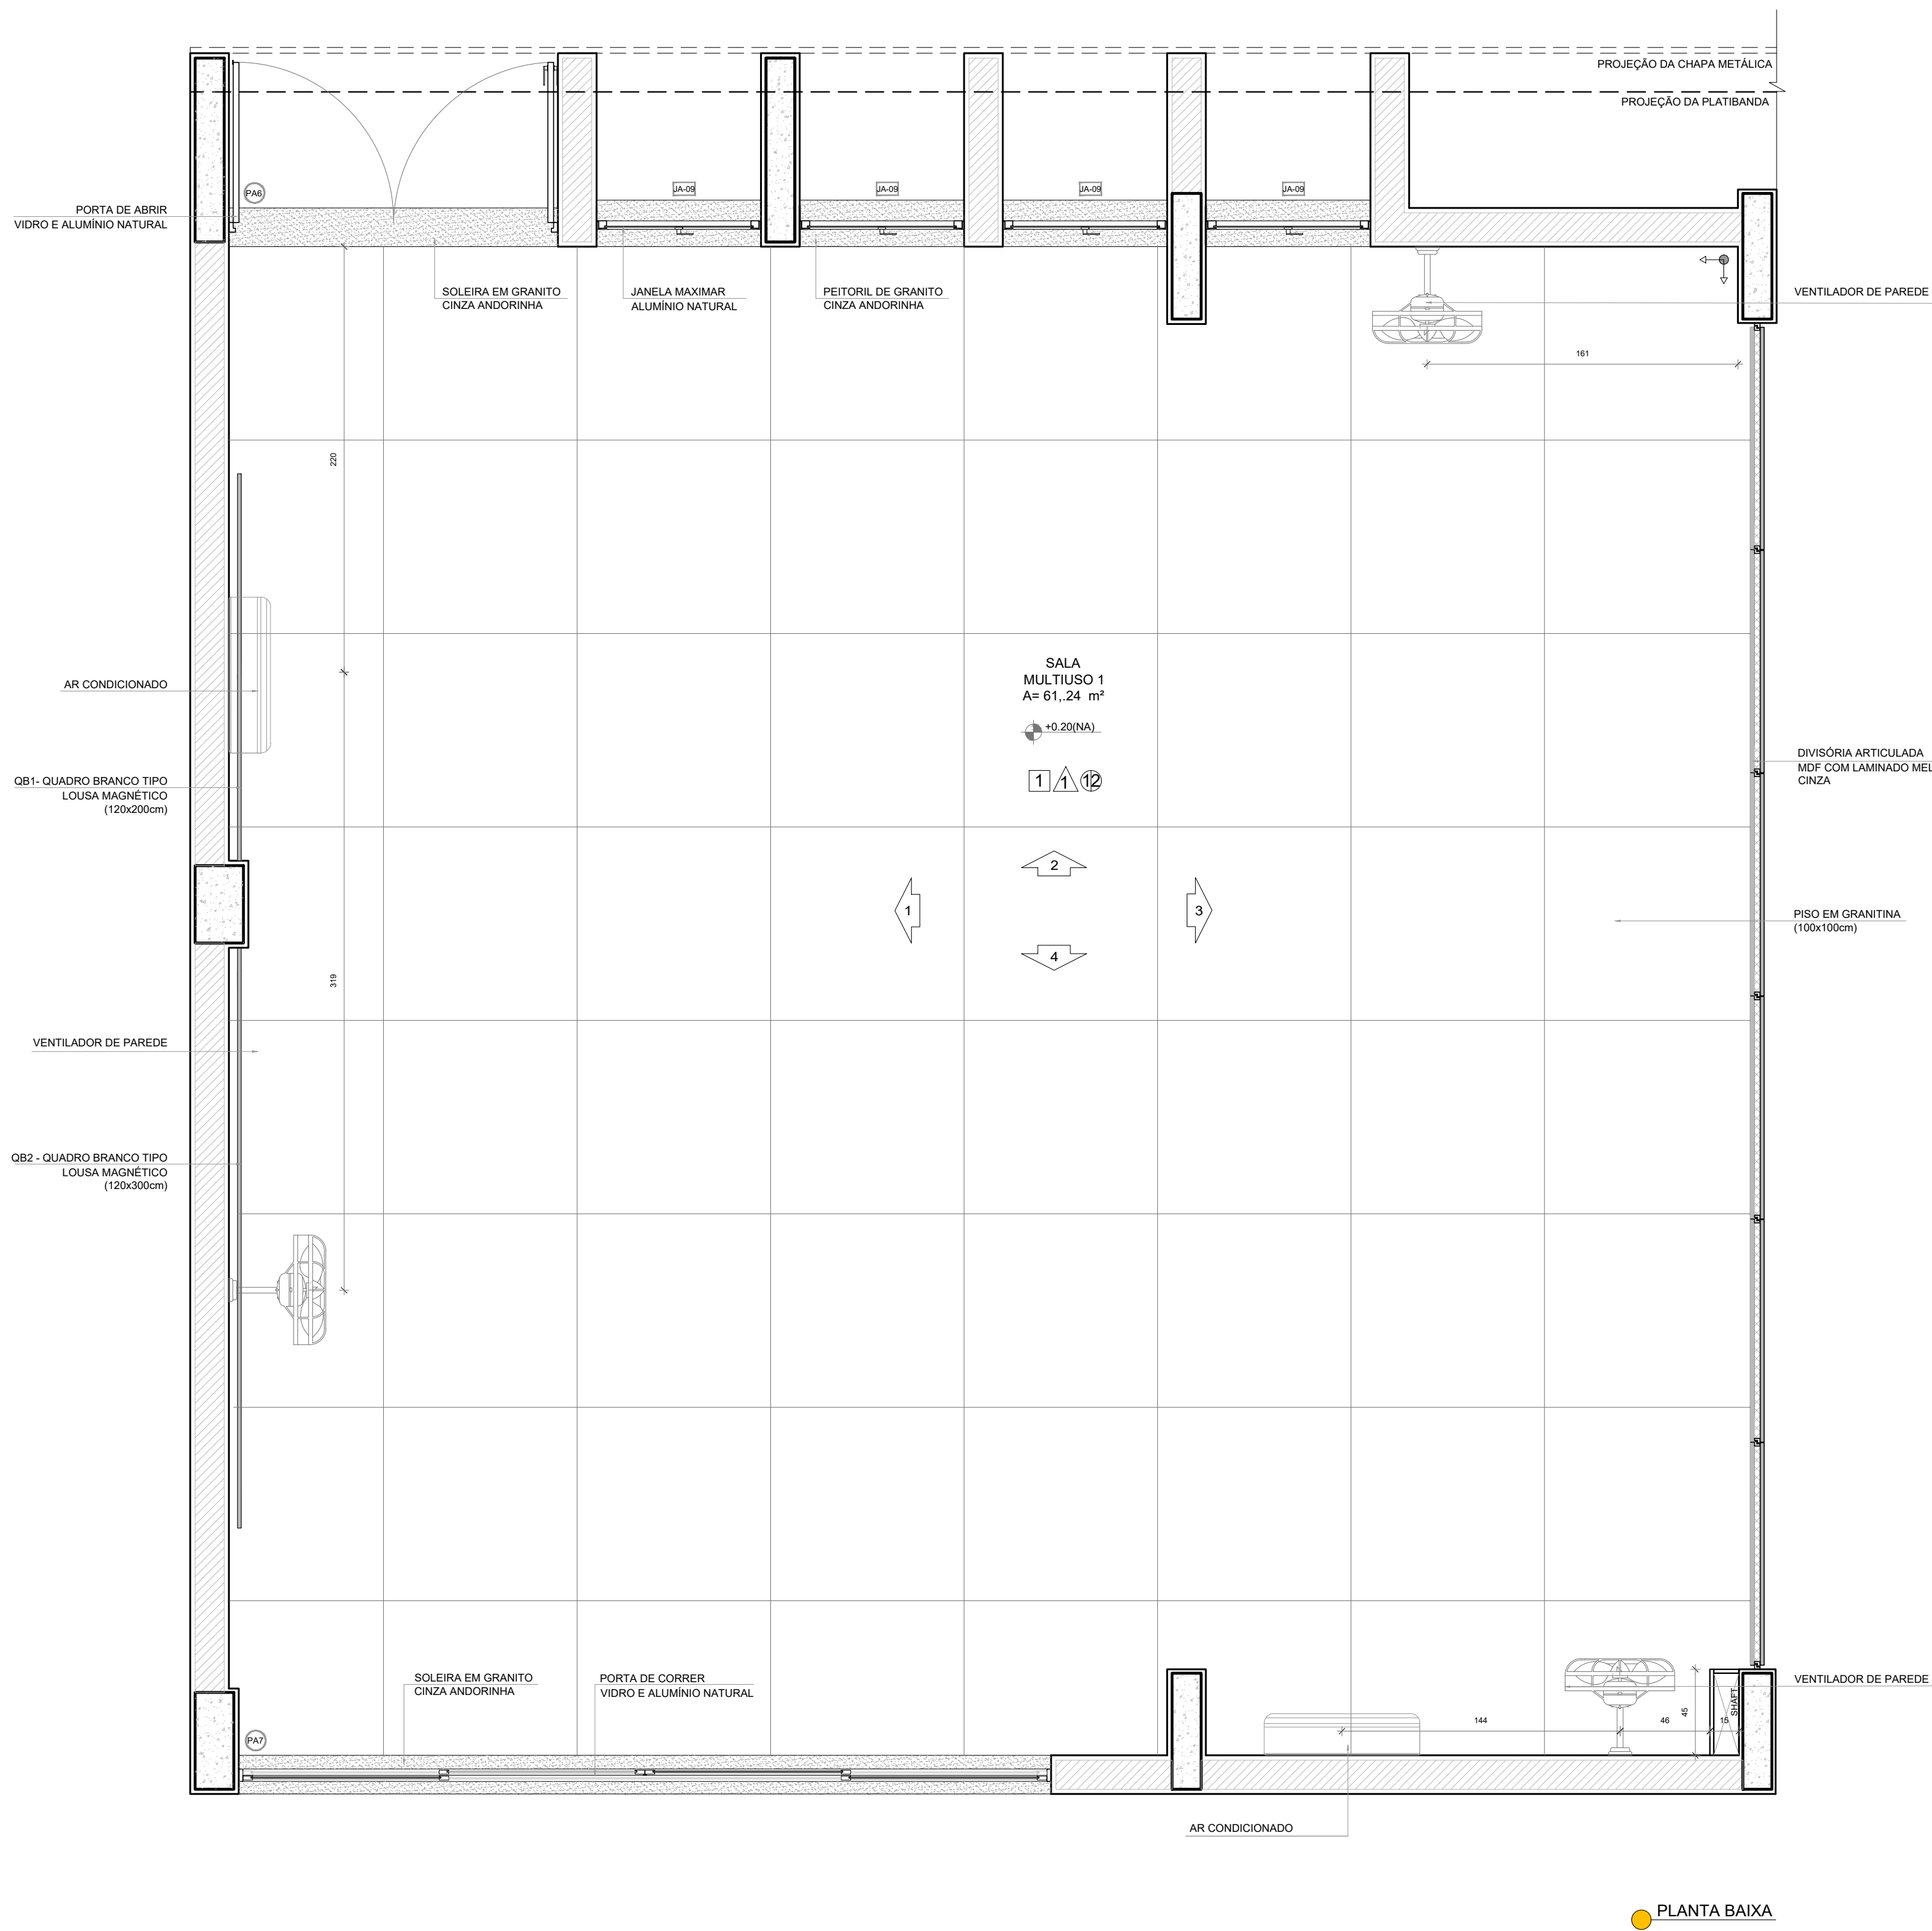 PROJEÇÃO DA CHAPA METÁLICA
PROJEÇÃO DA PLATIBANDA
PA6
JA-09
JA-09
JA-09
JA-09
PORTA DE ABRIR
VIDRO E ALUMÍNIO NATURAL
SOLEIRA EM GRANITO
CINZA ANDORINHA
JANELA MAXIMAR
ALUMÍNIO NATURAL
PEITORIL DE GRANITO
CINZA ANDORINHA
VENTILADOR DE PAREDE
161
220
SALA
MULTIUSO 1
A= 61,.24 m²
+0.20(NA)
1
1
12
AR CONDICIONADO
QB1- QUADRO BRANCO TIPO
LOUSA MAGNÉTICO
(120x200cm)
DIVISÓRIA ARTICULADA
MDF COM LAMINADO MEL
CINZA
2
1
3
4
PISO EM GRANITINA
(100x100cm)
319
VENTILADOR DE PAREDE
QB2 - QUADRO BRANCO TIPO
LOUSA MAGNÉTICO
(120x300cm)
SOLEIRA EM GRANITO
CINZA ANDORINHA
PORTA DE CORRER
VIDRO E ALUMÍNIO NATURAL
VENTILADOR DE PAREDE
SHAFT
45
144
46
15
PA7
AR CONDICIONADO
PLANTA BAIXA